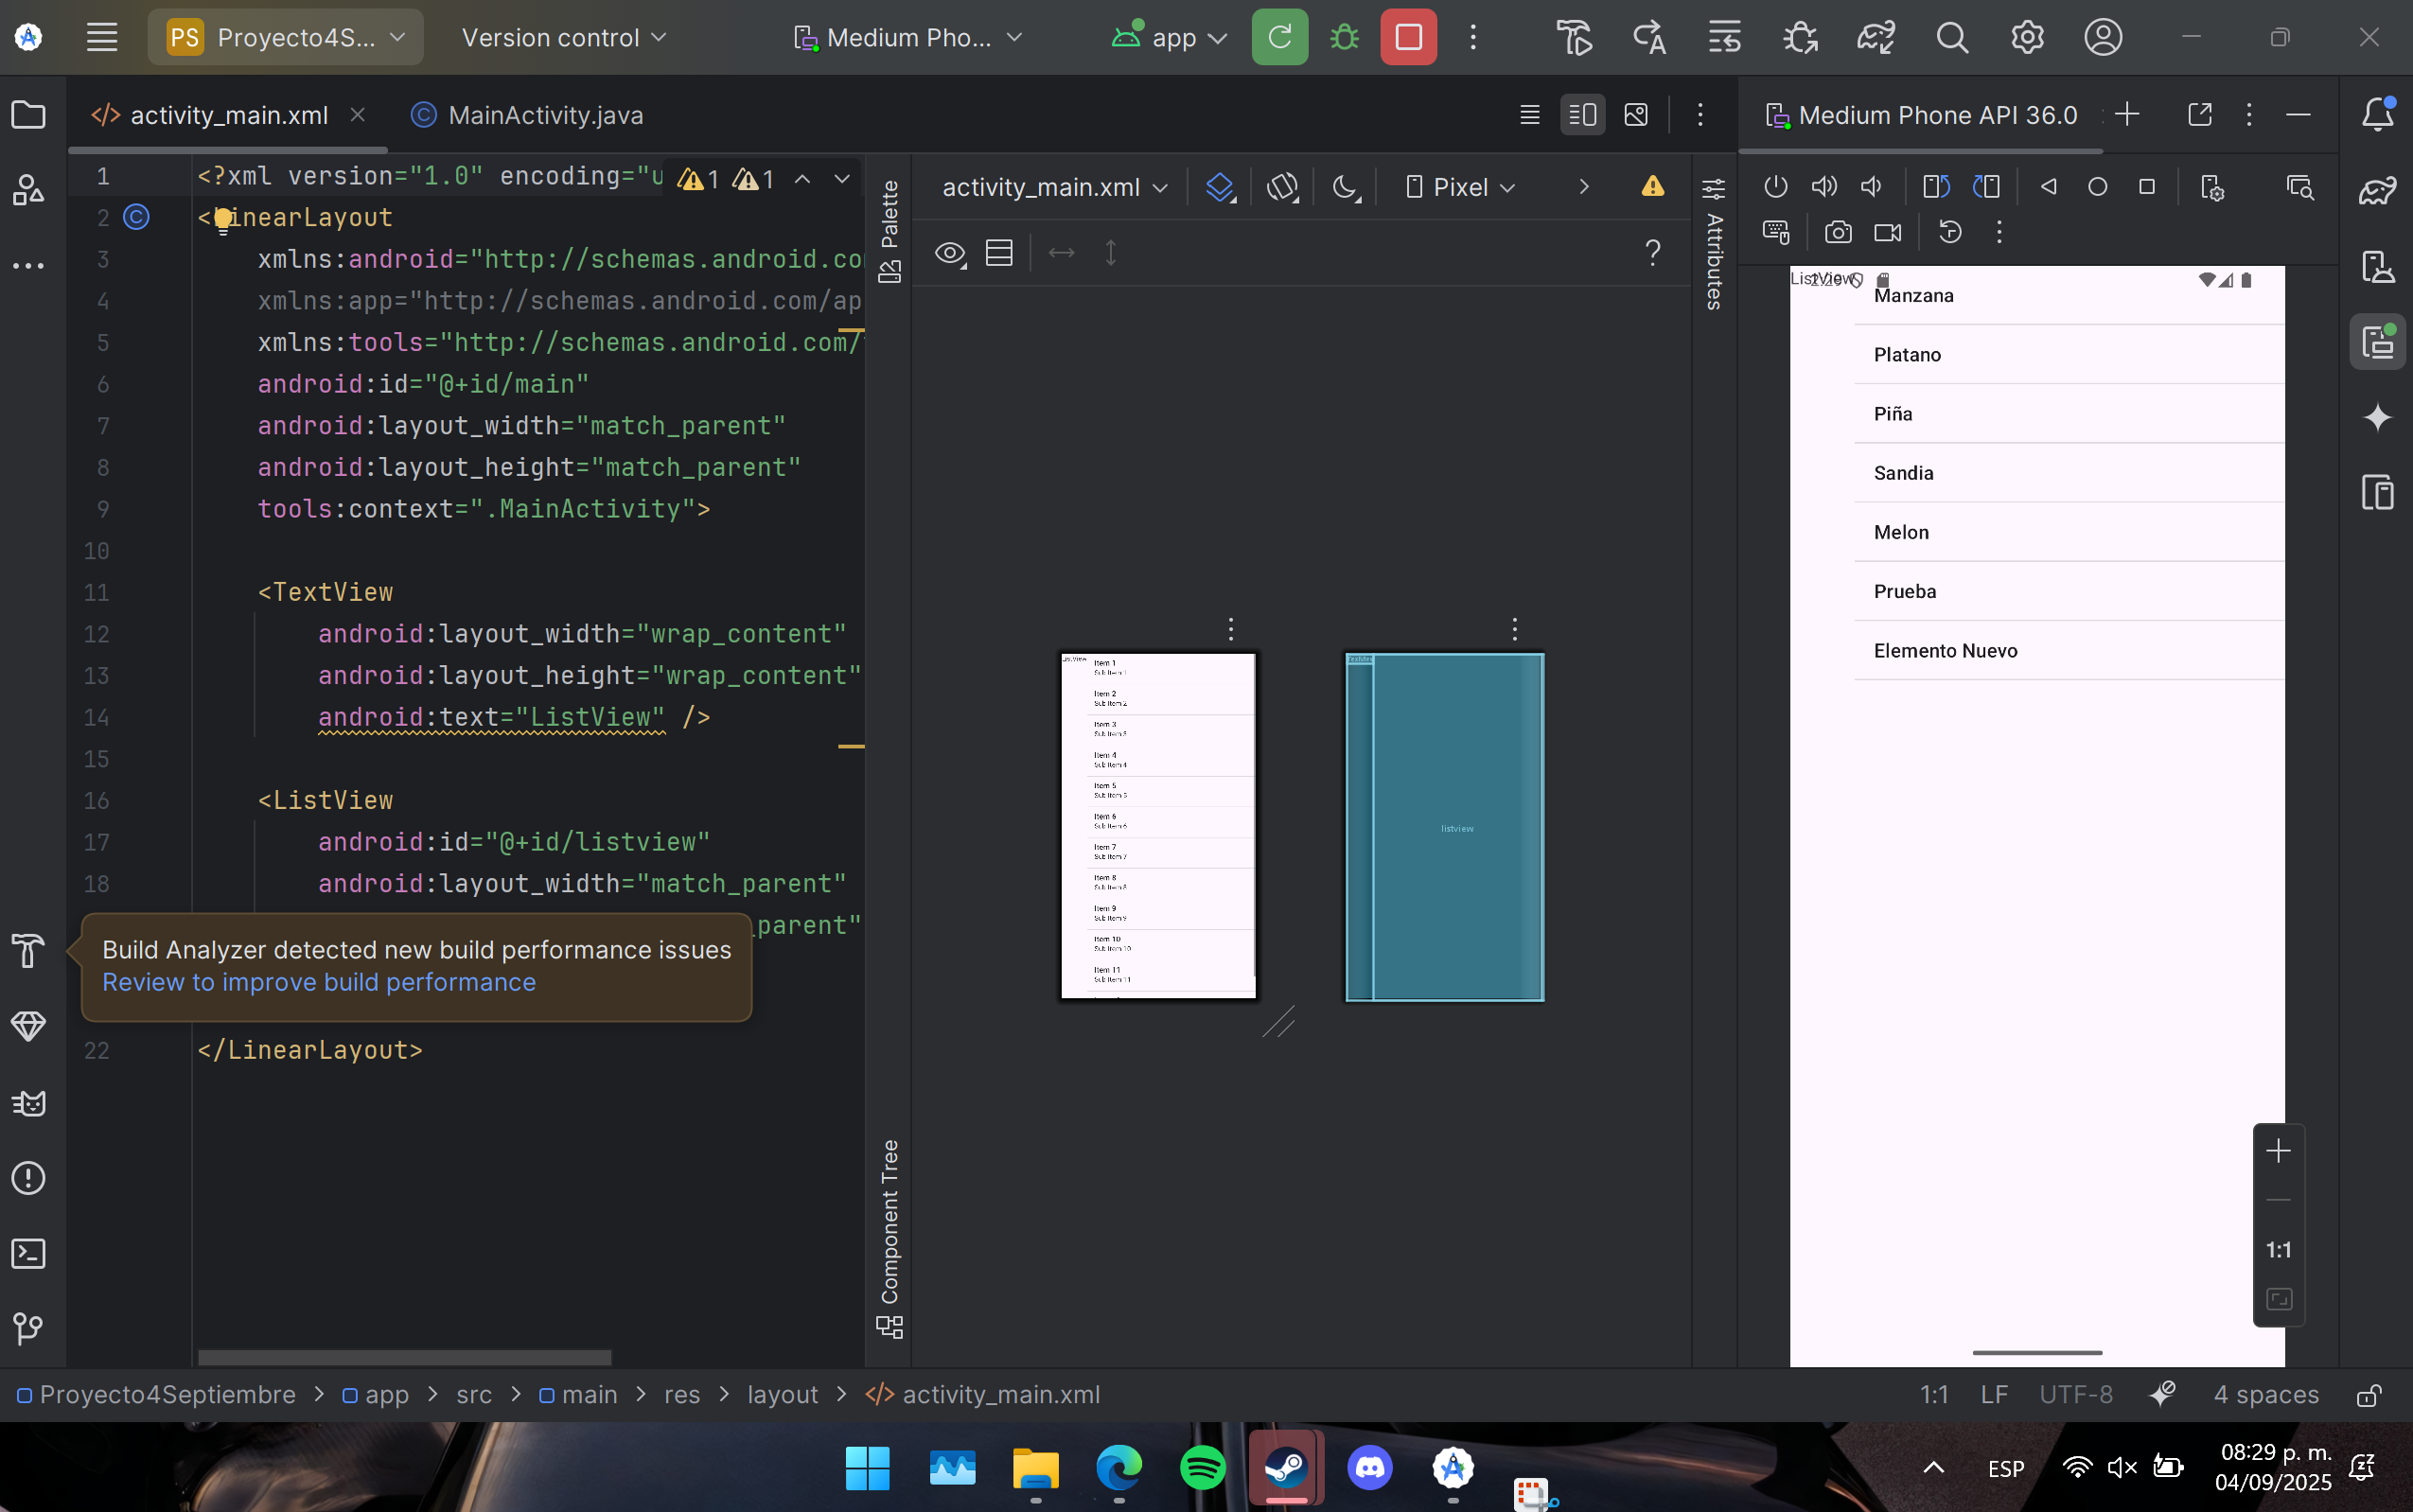 PS Proyecto4S... Version control Medium Pho... app
activity_main.xml MainActivity.java
Medium Phone API 36.0
1 <?xml version="1.0" encoding="u
1 1
2 <LinearLayout
3 xmlns:android="http://schemas.android.co
4 xmlns:app="http://schemas.android.com/ap
5 xmlns:tools="http://schemas.android.com/
6 android:id="@+id/main"
7 android:layout_width="match_parent"
8 android:layout_height="match_parent"
9 tools:context=".MainActivity">
10
11 <TextView
12 android:layout_width="wrap_content"
13 android:layout_height="wrap_content"
14 android:text="ListView" />
15
16 <ListView
17 android:id="@+id/listview"
18 android:layout_width="match_parent"
_parent"
Build Analyzer detected new build performance issues
Review to improve build performance
22 </LinearLayout>
Palette
Component Tree
activity_main.xml Pixel
?
Attributes
ListView
Item 1
Sub Item 1
Item 2
Sub Item 2
Item 3
Sub Item 3
Item 4
Sub Item 4
Item 5
Sub Item 5
Item 6
Sub Item 6
Item 7
Sub Item 7
Item 8
Sub Item 8
Item 9
Sub Item 9
Item 10
Sub Item 10
Item 11
Sub Item 11
TextView
listview
ListView
Manzana
Platano
Piña
Sandia
Melon
Prueba
Elemento Nuevo
1:1
Proyecto4Septiembre > app > src > main > res > layout > activity_main.xml
1:1 LF UTF-8 4 spaces
ESP
08:29 p. m.
04/09/2025